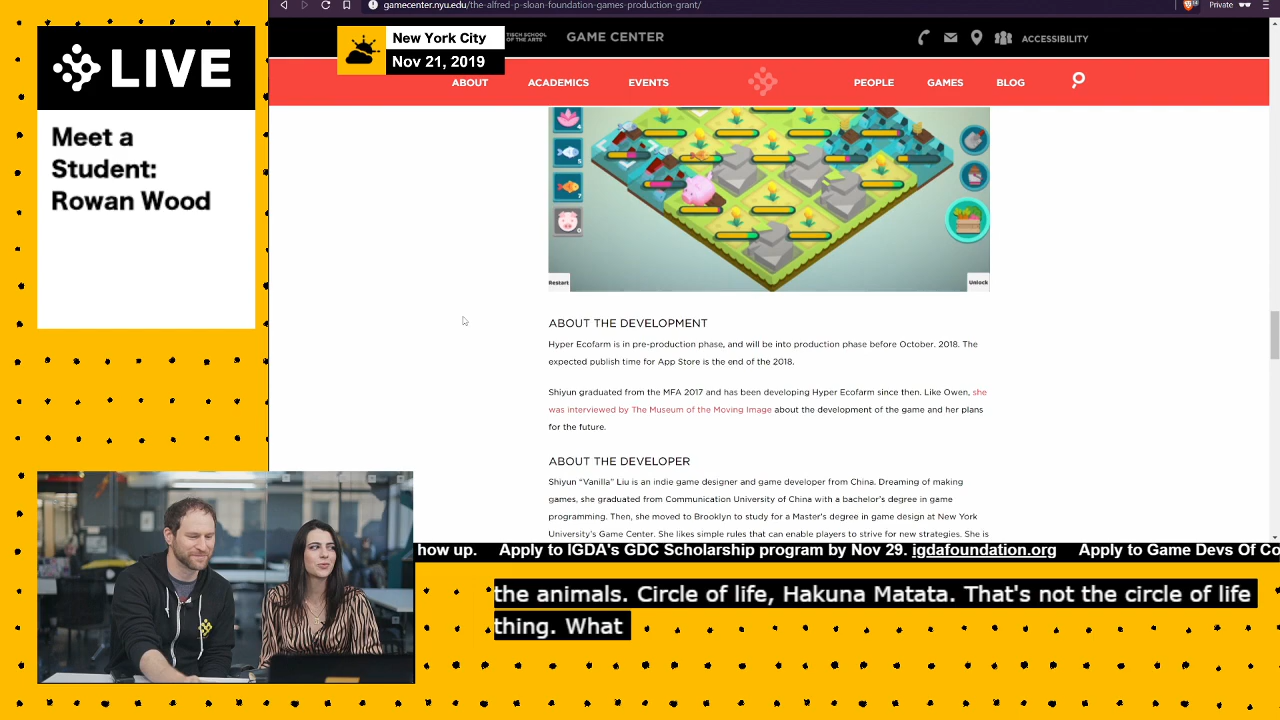 gamecenter.nyu.edu/the-alfred-p-sloan-foundation-games-production-grant/
Private
LIVE
Meet a
Student:
Rowan Wood
New York City
Nov 21, 2019
TISCH SCHOOL
OF THE ARTS
GAME CENTER
ACCESSIBILITY
ABOUT
ACADEMICS
EVENTS
PEOPLE
GAMES
BLOG
Restart
Unlock
ABOUT THE DEVELOPMENT
Hyper Ecofarm is in pre-production phase, and will be into production phase before October. 2018. The
expected publish time for App Store is the end of the 2018.
Shiyun graduated from the MFA 2017 and has been developing Hyper Ecofarm since then. Like Owen, she
was interviewed by The Museum of the Moving Image about the development of the game and her plans
for the future.
ABOUT THE DEVELOPER
Shiyun “Vanilla” Liu is an indie game designer and game developer from China. Dreaming of making
games, she graduated from Communication University of China with a bachelor's degree in game
programming. Then, she moved to Brooklyn to study for a Master's degree in game design at New York
University's Game Center. She likes simple rules that can enable players to strive for new strategies. She is
how up. Apply to IGDA's GDC Scholarship program by Nov 29. igdafoundation.org Apply to Game Devs Of Co
the animals. Circle of life, Hakuna Matata. That's not the circle of life
thing. What